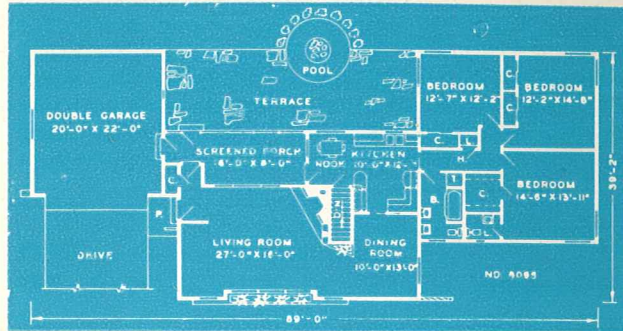 POOL
TERRACE
DOUBLE GARAGE
20'-0" X 22'-0"
BEDROOM
12'-7" X 12'-2"
C.
C.
BEDROOM
12'-2" X 14'-8"
SCREENED PORCH
16'-0" X 8'-0"
NOOK
KITCHEN
C.
L.
H.
C.
T.
C.
B.
BEDROOM
14'-6" X 13'-11"
L.
P.
DRIVE
LIVING ROOM
27'-0" X 16'-0"
DN
DINING
ROOM
10'-0" X 13'-0"
NO. 5095
39'-2"
89'-0"